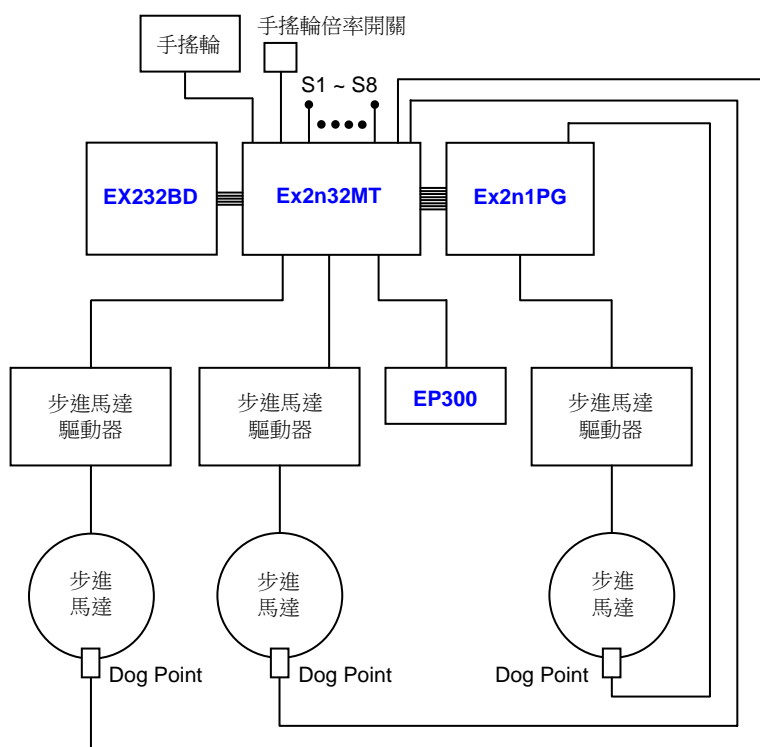 手搖輪
手搖輪倍率開關
S1 ~ S8
EX232BD
Ex2n32MT
Ex2n1PG
步進馬達
驅動器
步進馬達
驅動器
EP300
步進馬達
驅動器
步進
馬達
步進
馬達
步進
馬達
Dog Point
Dog Point
Dog Point